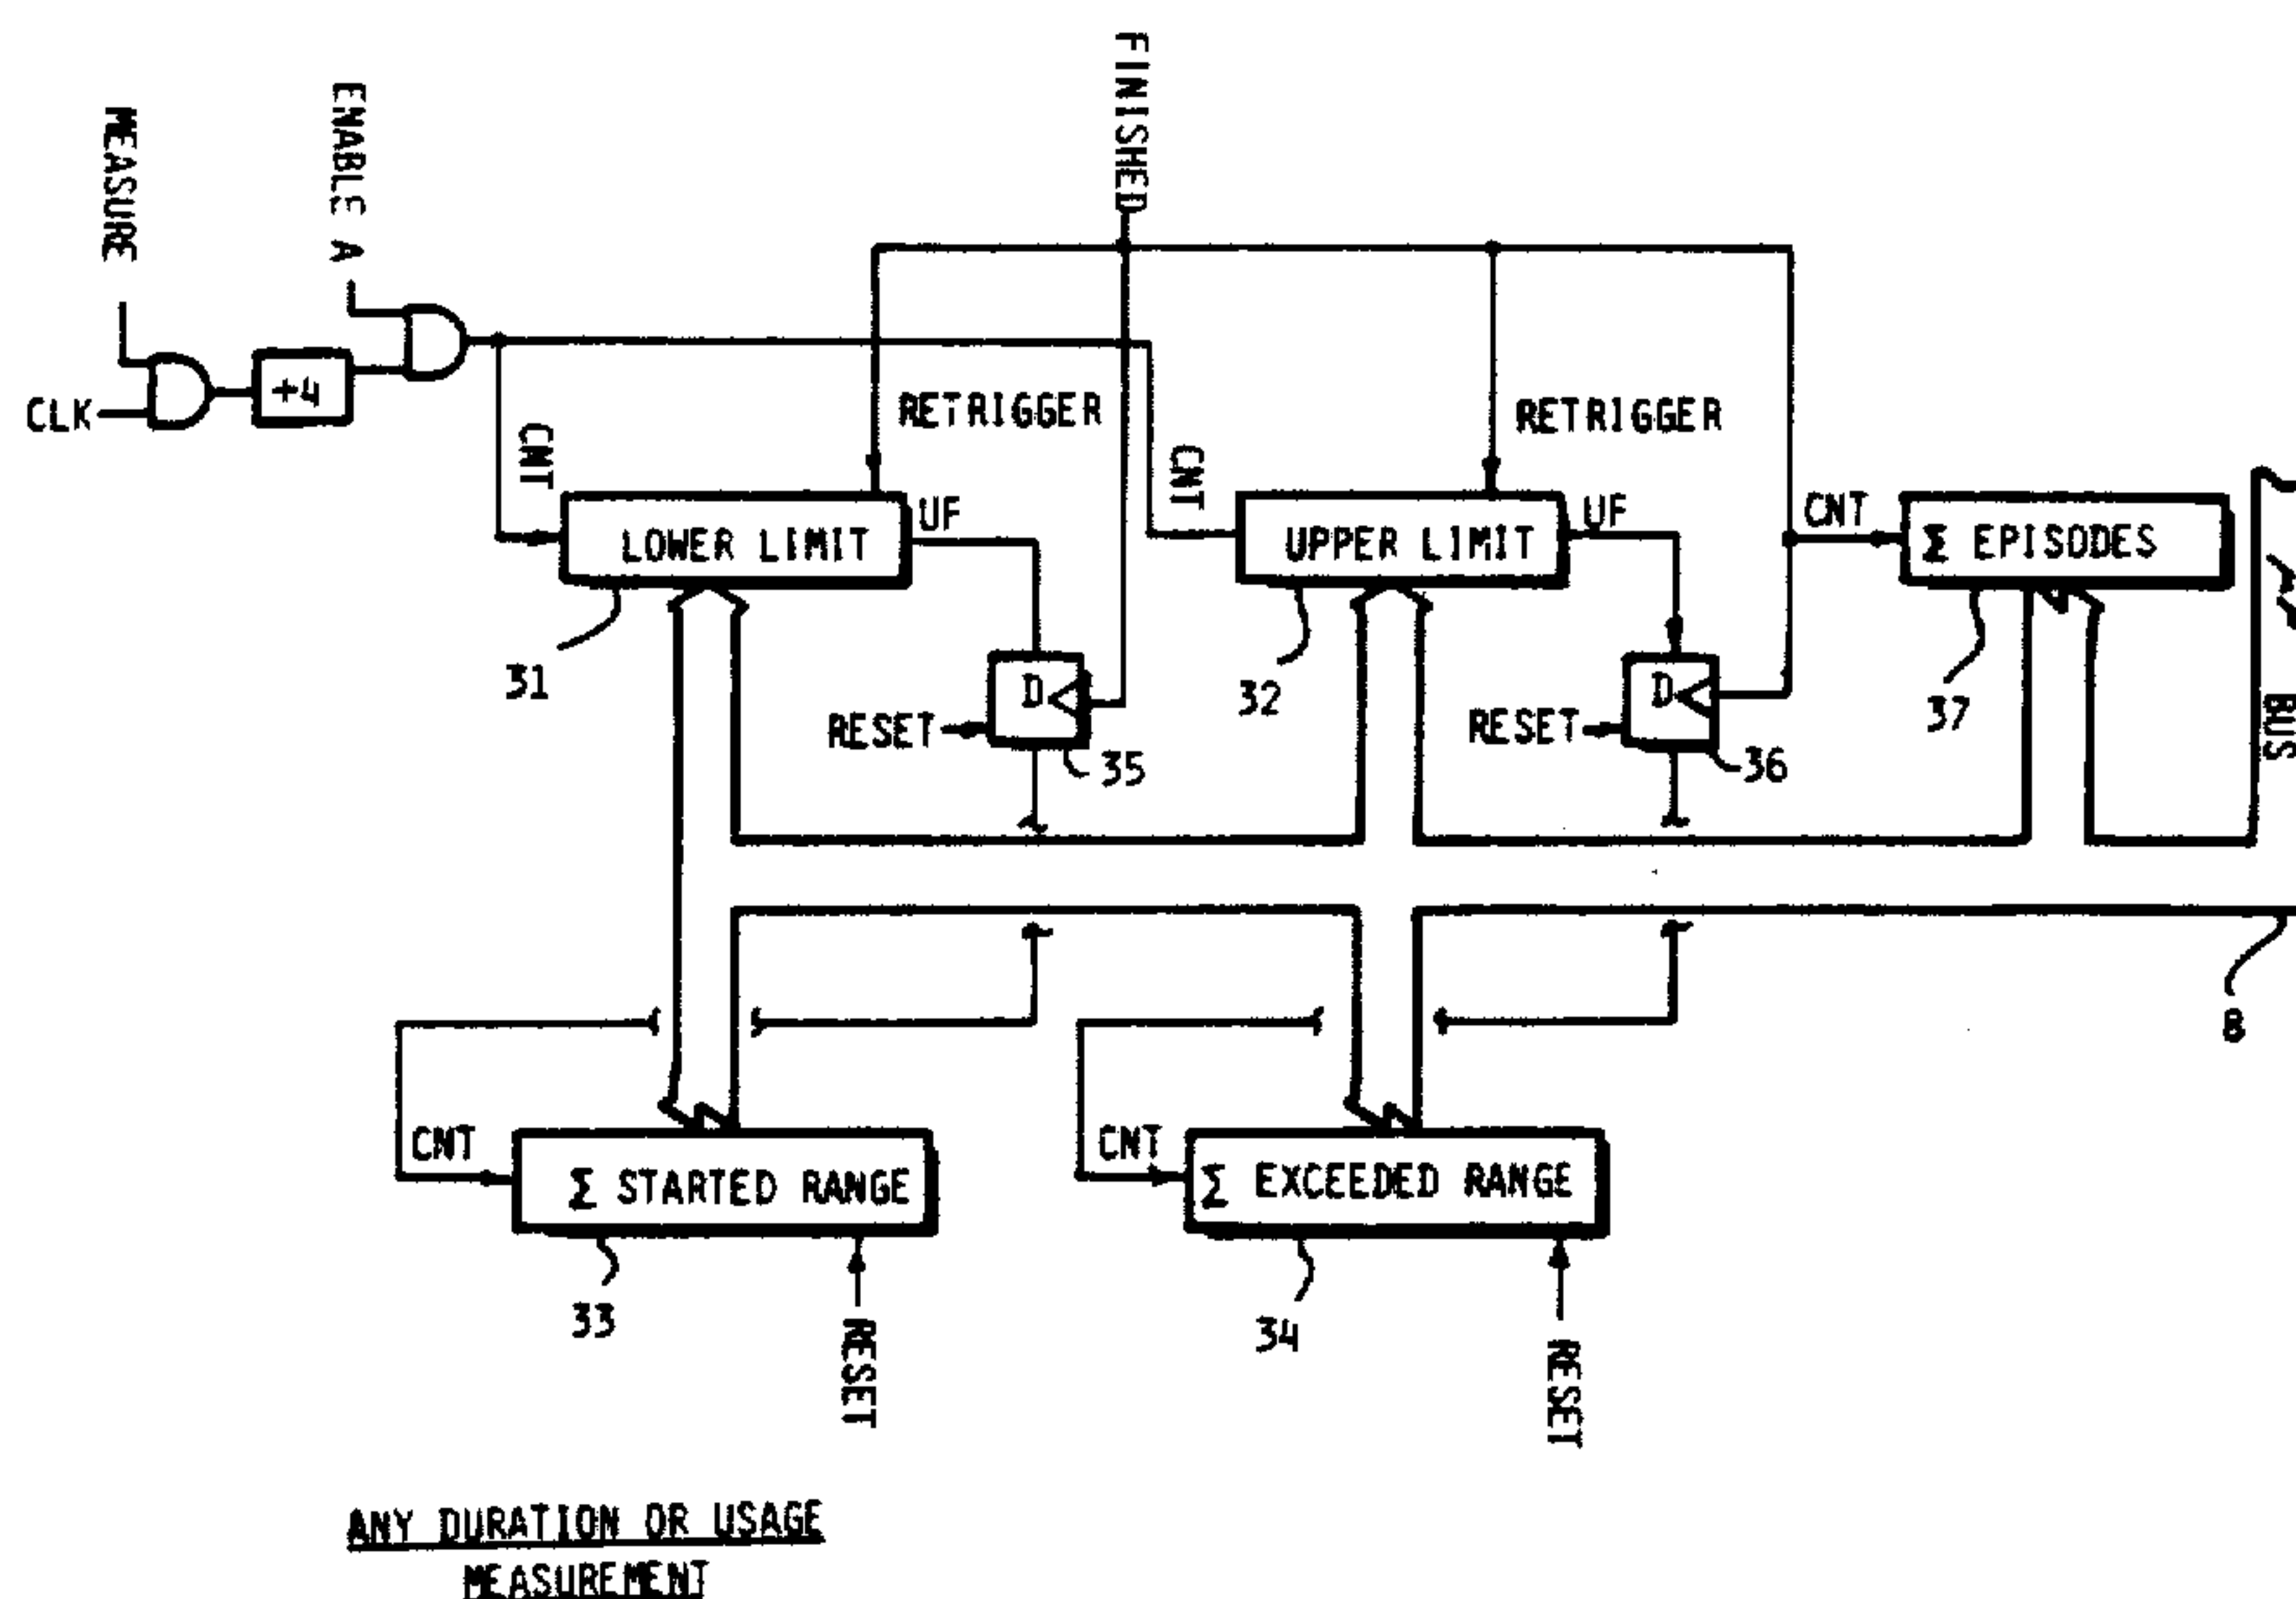 FINISHED
ENABLE A
MEASURE
CLK
÷4
RETRIGGER
RETRIGGER
CNT
CNT
LOWER LIMIT
UF
UPPER LIMIT
UF
CNT
Σ EPISODES
31
32
37
D
RESET
35
D
RESET
36
BUS
8
CNT
Σ STARTED RANGE
CNT
Σ EXCEEDED RANGE
33
34
RESET
RESET
ANY DURATION OR USAGE
MEASUREMENT